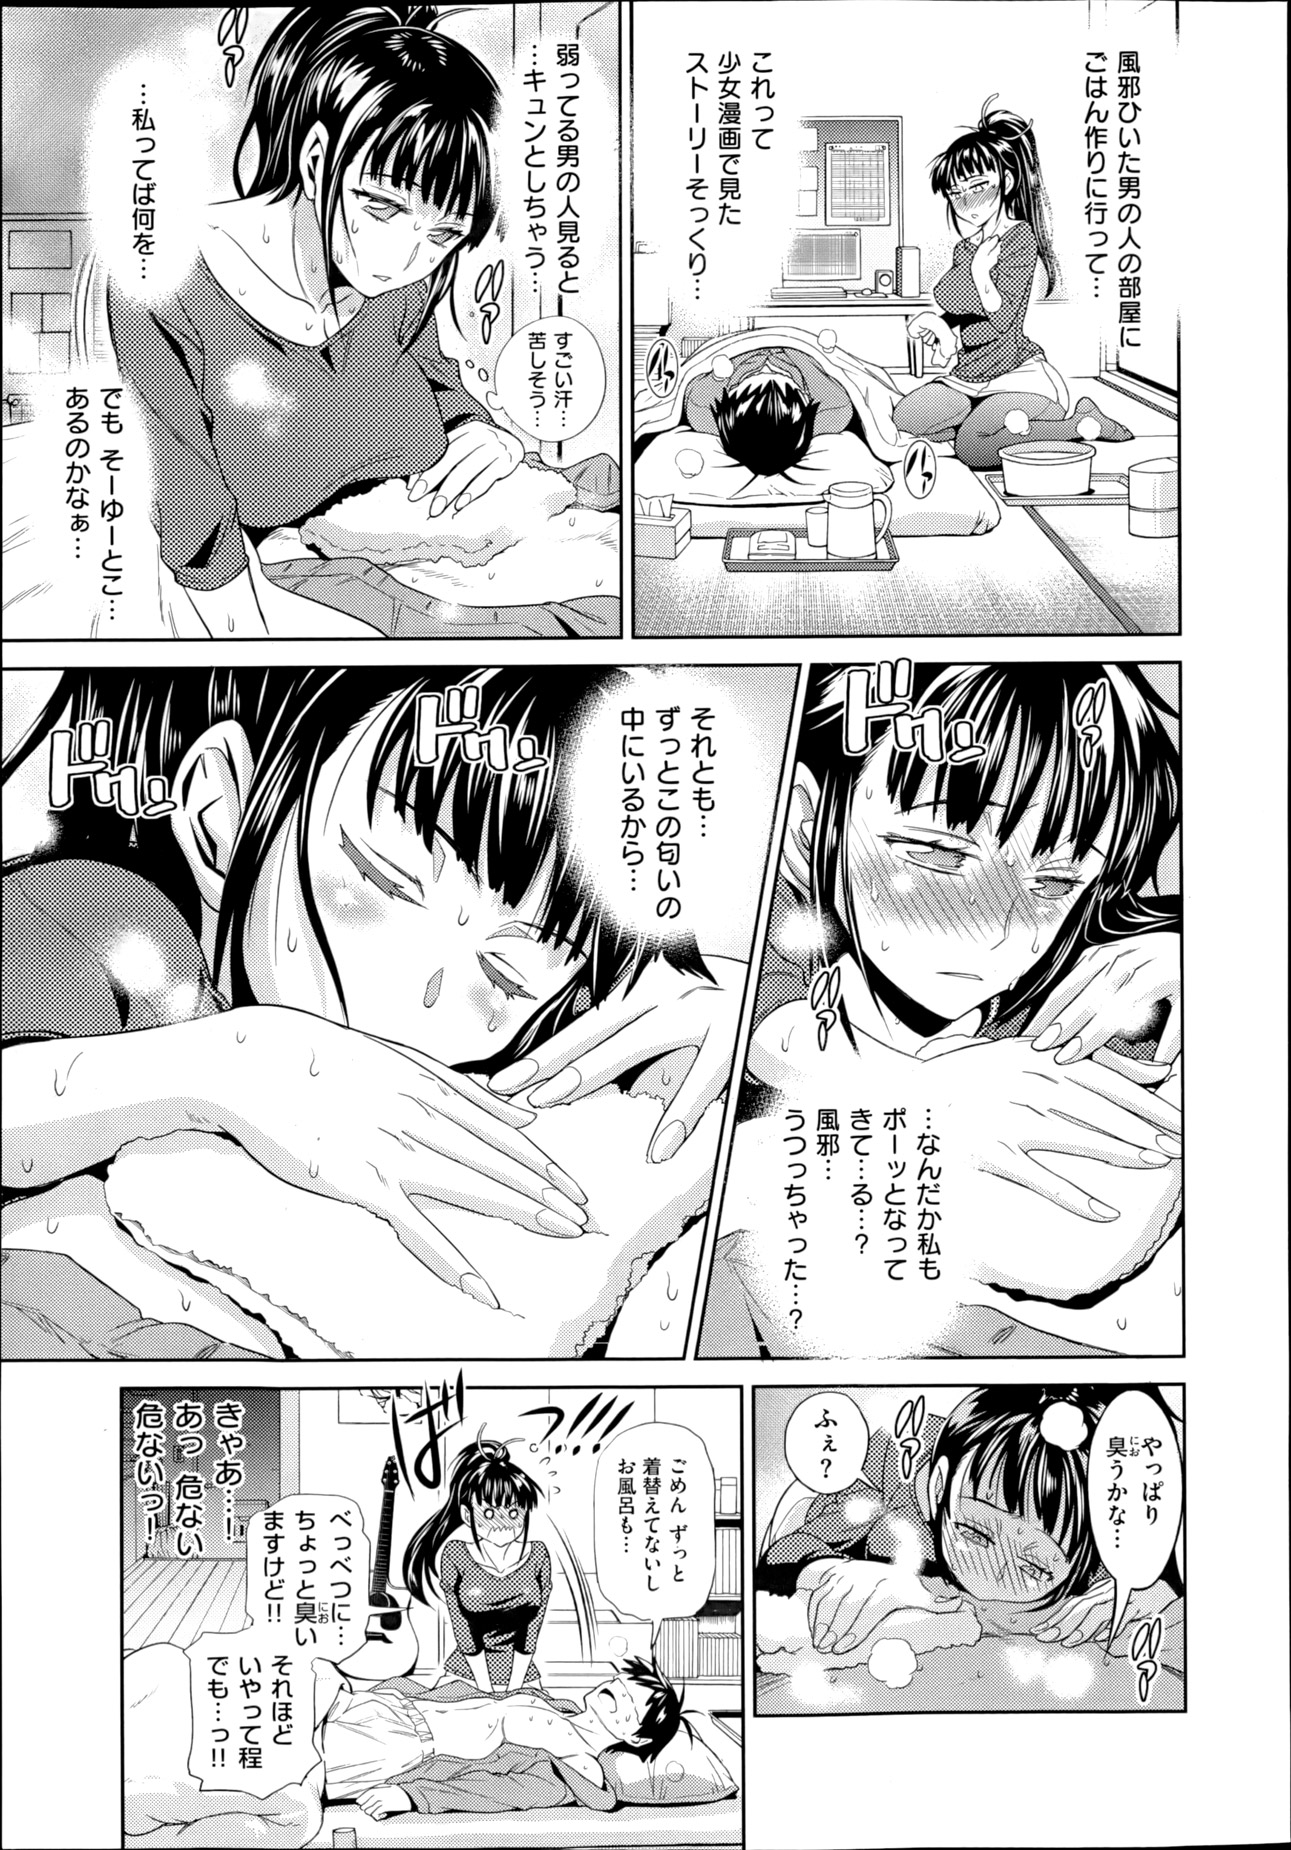 風邪ひいた男の人の部屋に
ごはん作りに行って…
これって
少女漫画で見た
ストーリーそっくり…
弱ってる男の人見ると
…キュンとしちゃう…
すごい汗…
苦しそう…
…私ってば何を…
でも そーゆーとこ…
あるのかなぁ…
…なんだか私も
ポーッとなって
きて…る…?
風邪…
うつっちゃった…?
ドクン
それとも…
ずっとこの匂いの
中にいるから…
ドクン
ドクン
やっぱり
臭うかな…
にお
ふぇ?
ごめん ずっと
着替えてないし
お風呂も…
ばっ
べっべつに…
ちょっと臭い
にお
ますけど!!
それほど
いやって程
でも…っ!!
きゃあ…!
あっ 危ない
危ないっ!